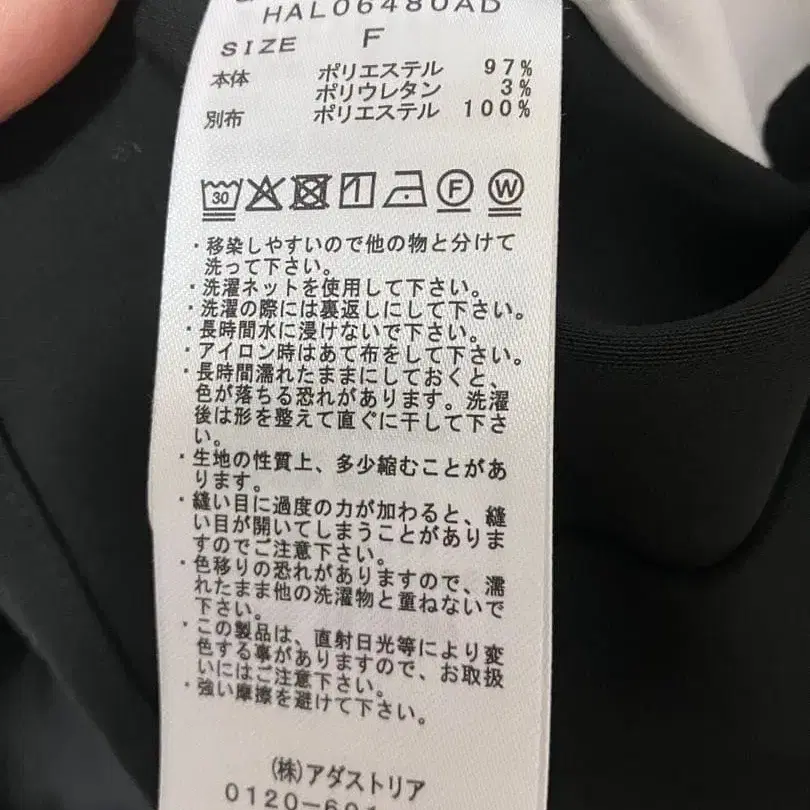 HAL06480AD
SIZE F
本体 ポリエステル 97%
ポリウレタン 3%
別布 ポリエステル 100%
30 F W
・移染しやすいので他の物と分けて
洗って下さい。
・洗濯ネットを使用して下さい。
・洗濯の際には裏返しにして下さい。
・長時間水に浸けないで下さい。
・アイロン時はあて布をして下さい。
・長時間濡れたままにしておくと、
色が落ちる恐れがあります。洗濯
後は形を整えて直ぐに干して下さ
い。
・生地の性質上、多少縮むことがあ
ります。
・縫い目に過度の力が加わると、縫
い目が開いてしまうことがありま
すのでご注意下さい。
・色移りの恐れがありますので、濡
れたまま他の洗濯物と重ねないで
下さい。
・この製品は、直射日光等により変
色する事がありますので、お取扱
いにはご注意下さい。
・強い摩擦を避けて下さい。
(株)アダストリア
0120-601